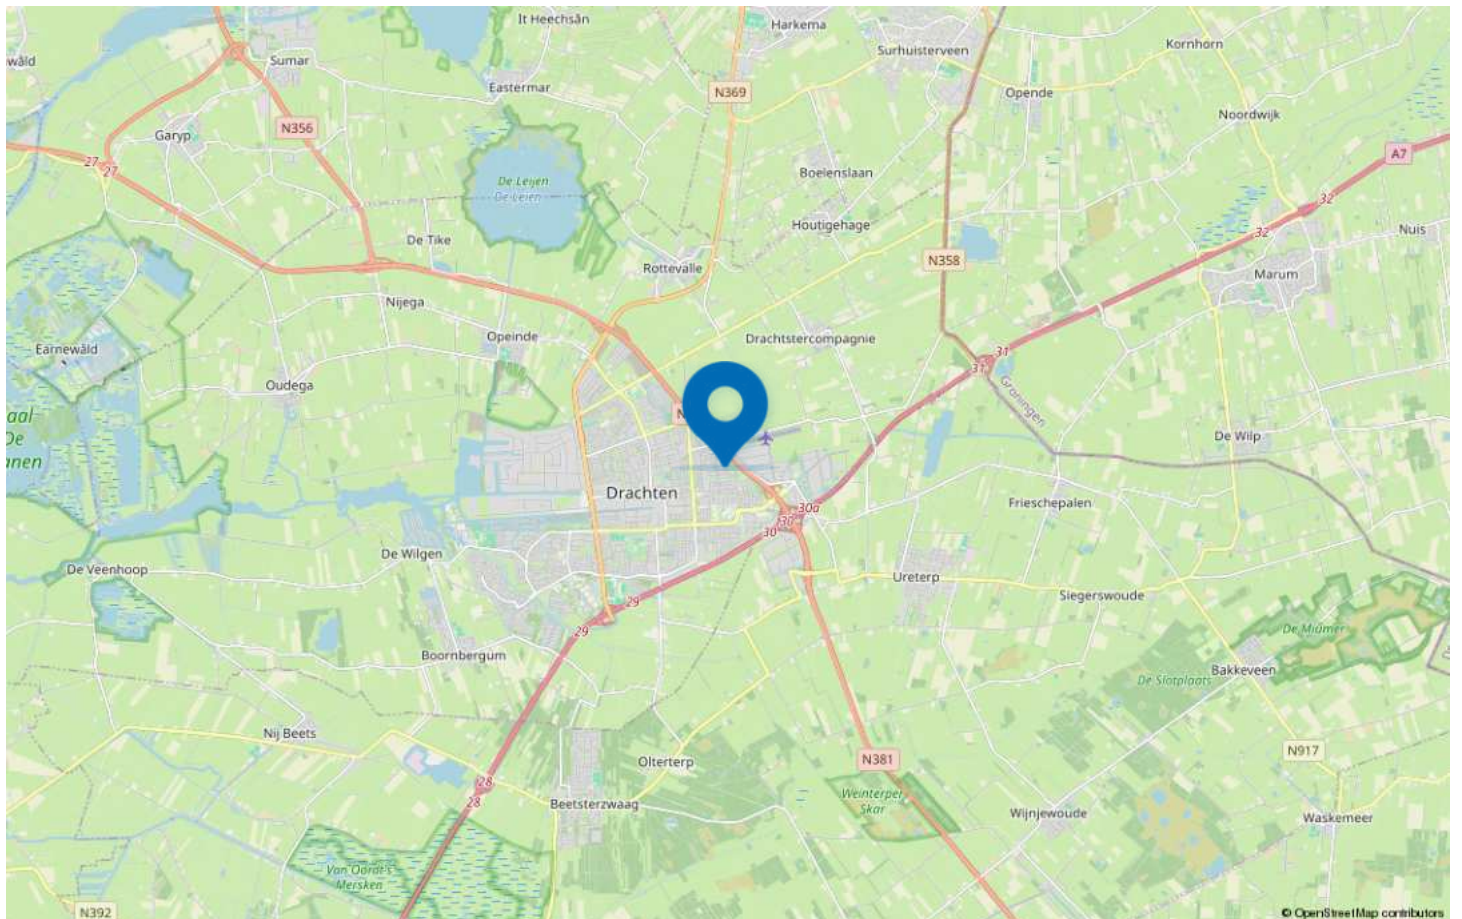 It Heechsân
Harkema
Kornhorn
Surhuisterveen
wâld
Sumar
Eastermar
N369
Opende
Noordwijk
N356
Garyp
A7
27
27
Boelenslaan
De Leijen
De Leien
32
Houtigehage
Nuis
32
De Tike
N358
Rottevalle
Marum
Nijega
Opeinde
Drachtstercompagnie
Earnewâld
31
31
Oudega
Groningen
aal
De
anen
N
De Wilp
Drachten
Frieschepalen
30a
30
30
De Wilgen
De Veenhoop
Ureterp
Siegerswoude
29
29
De Mûmer
Boornbergum
Bakkeveen
De Slotplaats
Nij Beets
N917
Olterterp
N381
28
28
Weinterper
Skar
Beetsterzwaag
Wijnjewoude
Waskemeer
Van Oordt's
Mersken
N392
© OpenStreetMap contributors